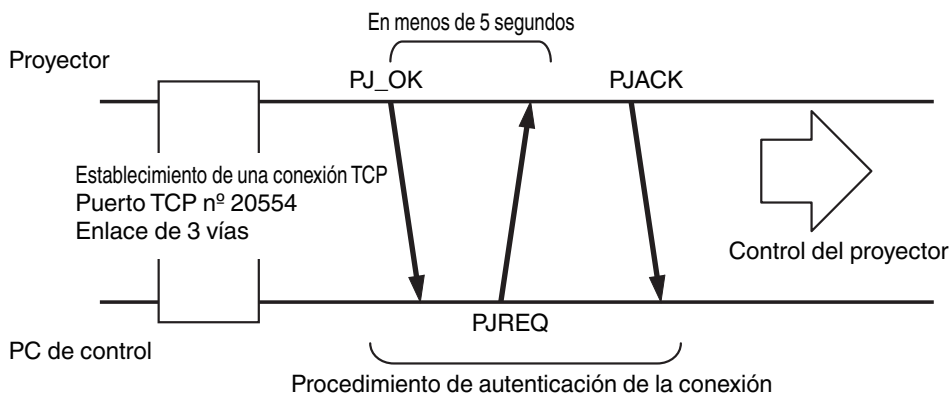 En menos de 5 segundos
Proyector
PJ_OK
PJACK
Establecimiento de una conexión TCP
Puerto TCP nº 20554
Enlace de 3 vías
Control del proyector
PJREQ
PC de control
Procedimiento de autenticación de la conexión